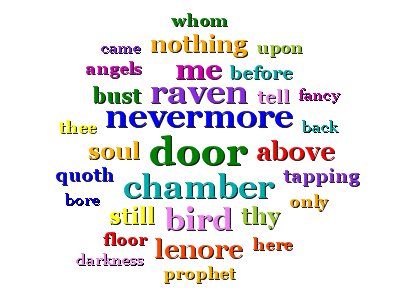 whom
came nothing upon
angels me before
bust raven tell fancy
nevermore
thee back
soul door above
quoth chamber tapping
bore only
still bird thy
floor lenore here
darkness
prophet